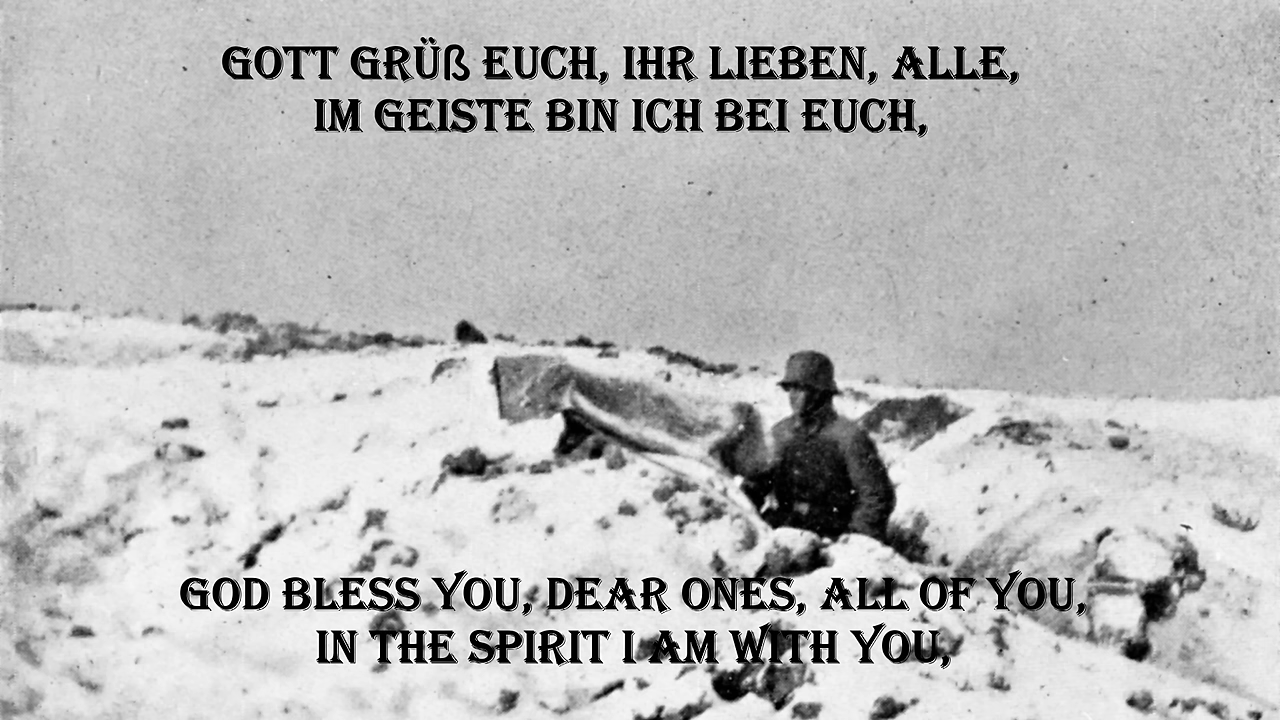 GOTT GRÜß EUCH, IHR LIEBEN, ALLE,
IM GEISTE BIN ICH BEI EUCH,
GOD BLESS YOU, DEAR ONES, ALL OF YOU,
IN THE SPIRIT I AM WITH YOU,